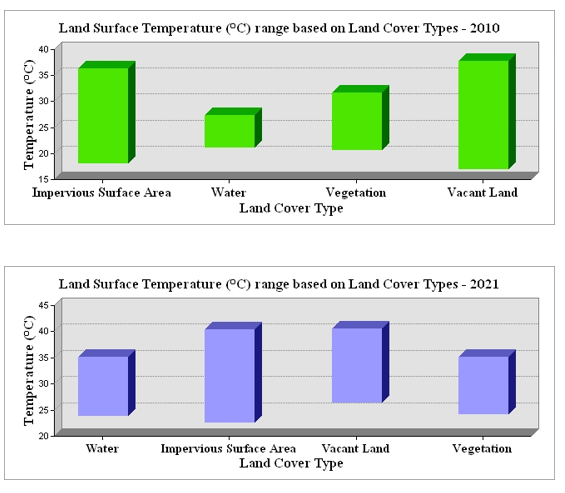 Land Surface Temperature (°C) range based on Land Cover Types - 2010
40
35
30
25
20
15
Temperature (°C)
Impervious Surface Area Water Vegetation Vacant Land
Land Cover Type
Land Surface Temperature (°C) range based on Land Cover Types - 2021
45
40
35
30
25
20
Temperature (°C)
Water Impervious Surface Area Vacant Land Vegetation
Land Cover Type